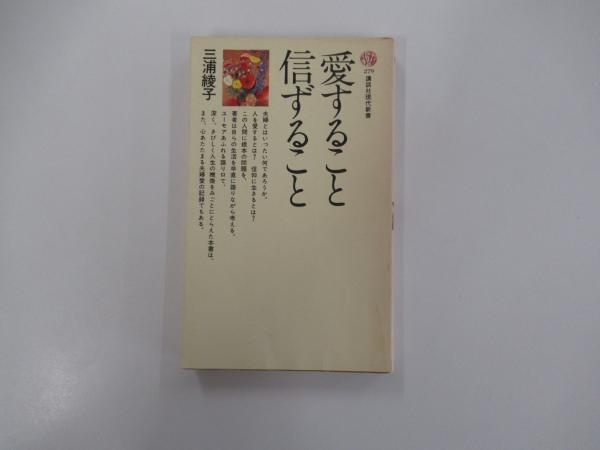 279
講談社現代新書
愛すること
信ずること
三浦綾子
夫婦とはいったい何であろうか。
人を愛するとは? 信仰に生きるとは?
この人間に根本の問題を、
著者は自らの生活を率直に語りながら考える。
ユーモアあふれる語り口で、
深く、きびしく人生の機微をみごとにとらえた本書は、
また、心あたたまる夫婦愛の記録でもある。